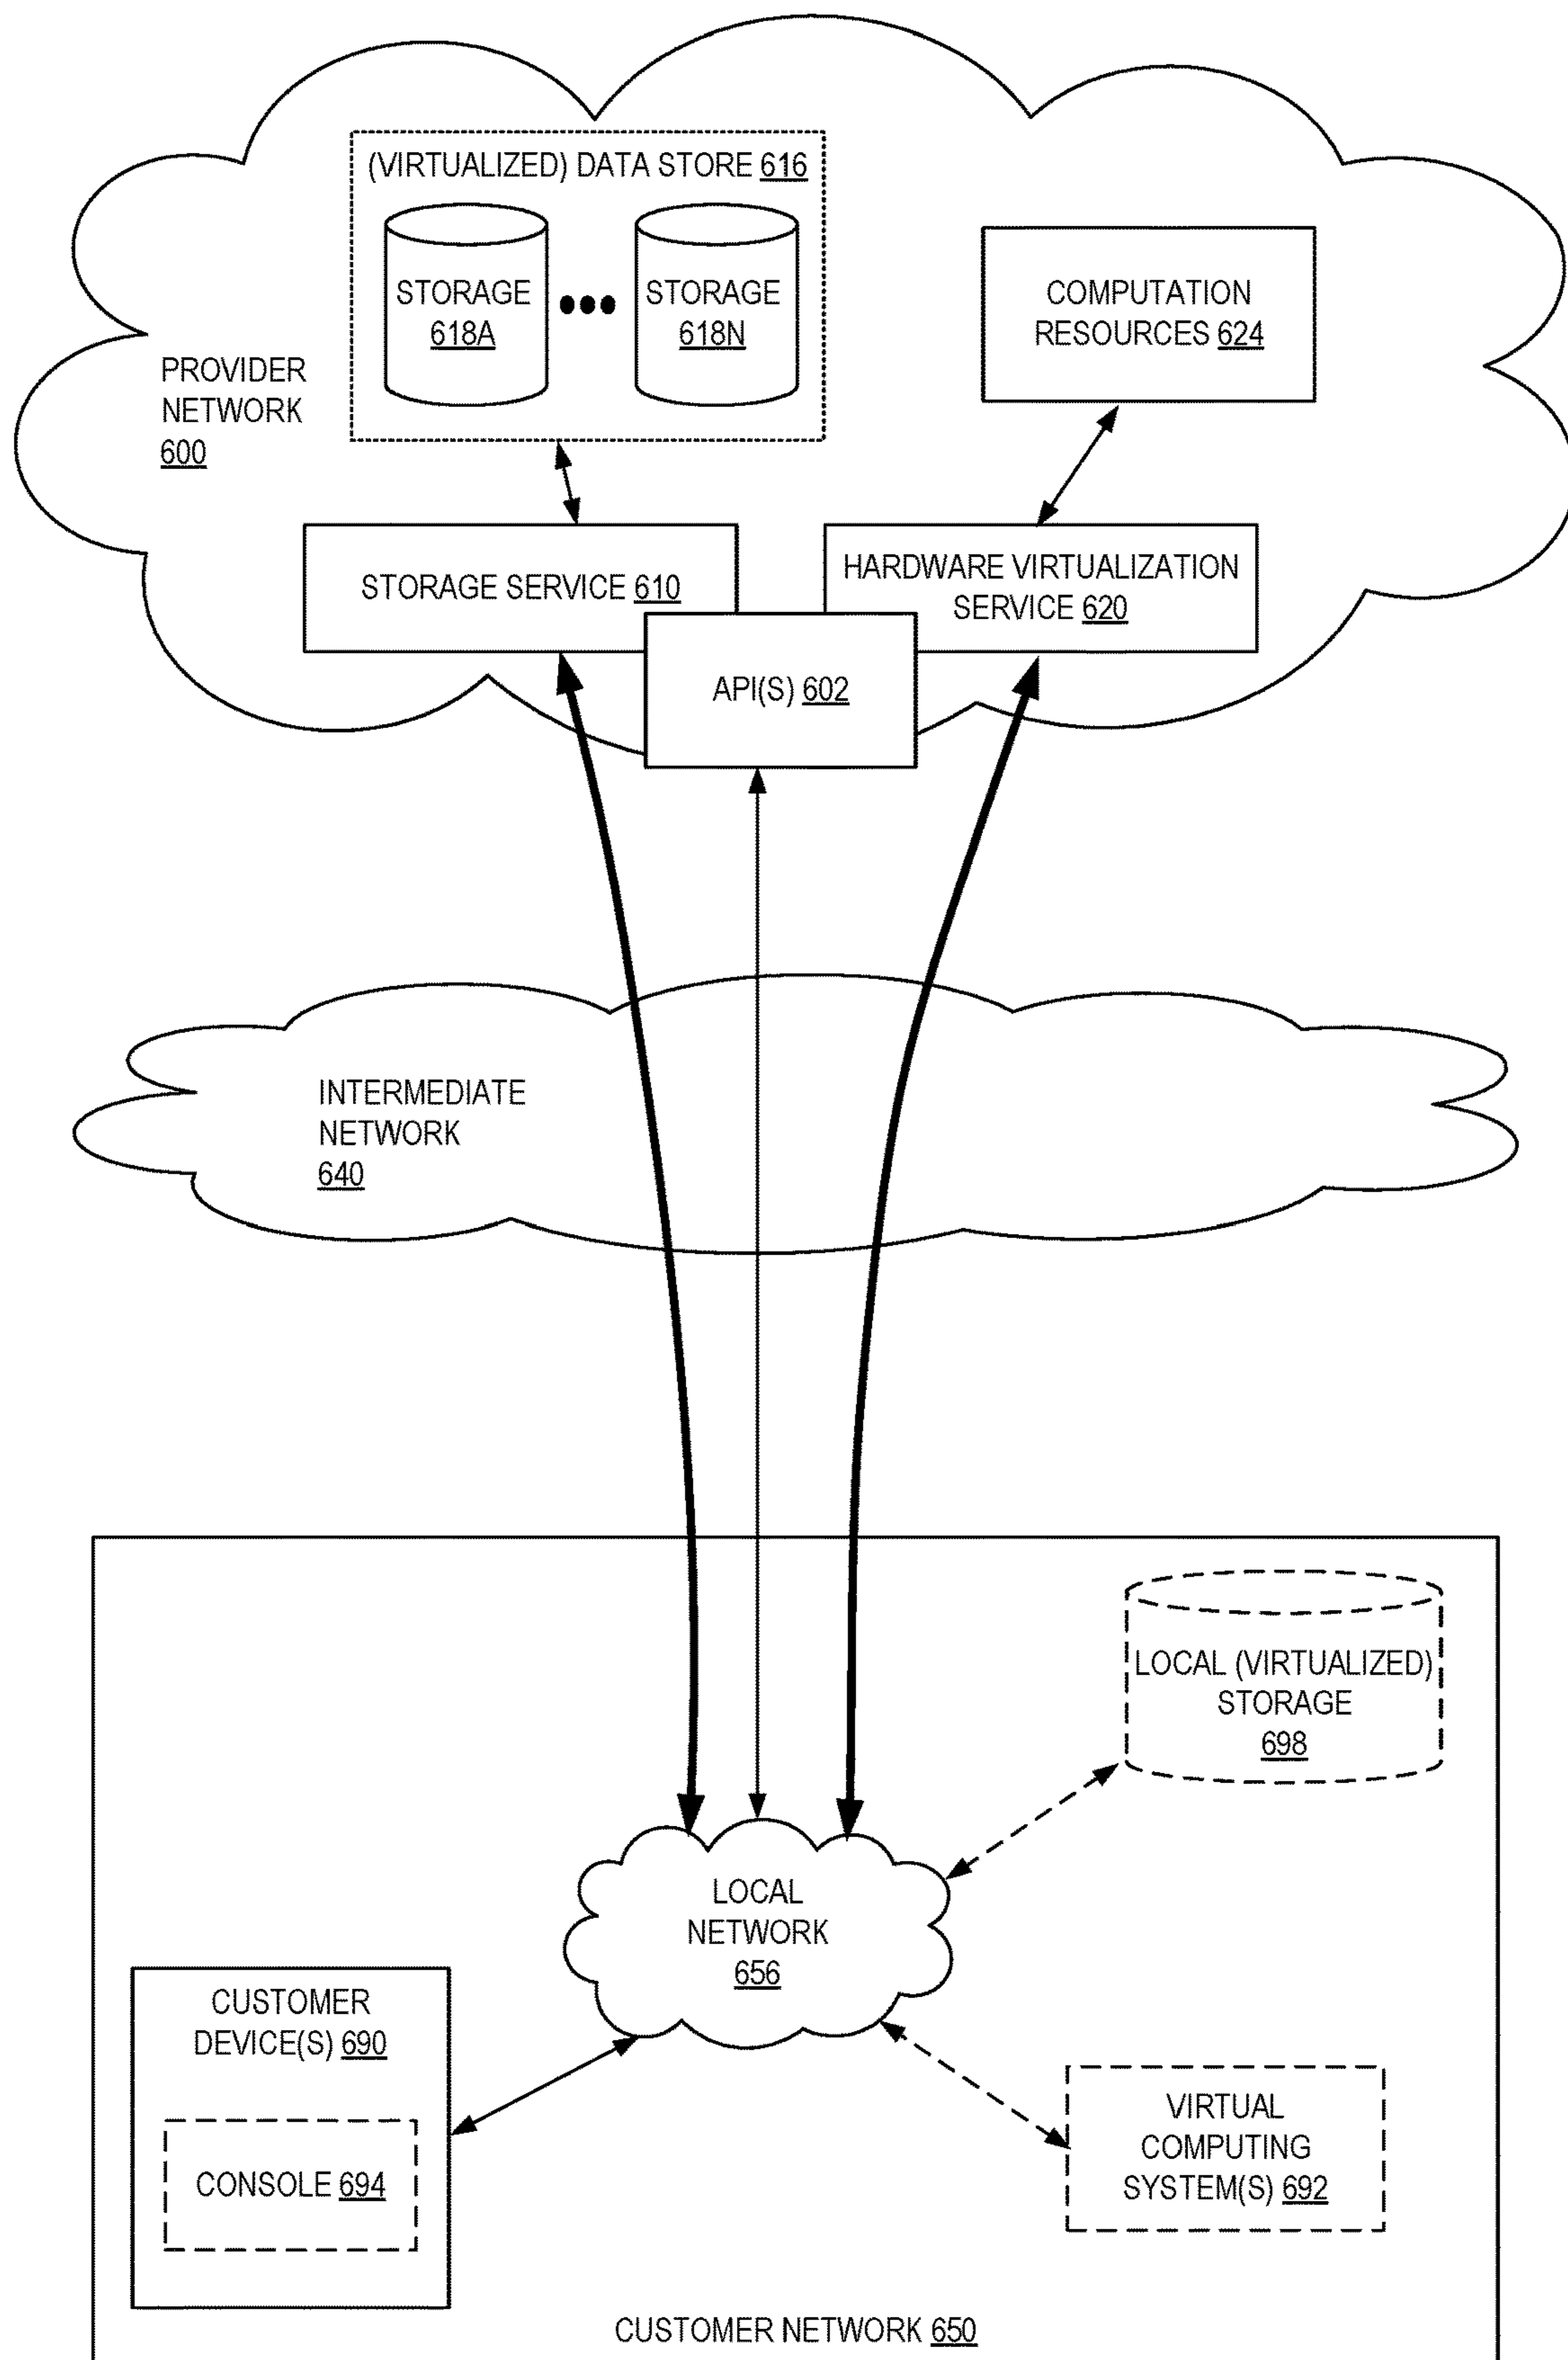 (VIRTUALIZED) DATA STORE 616
STORAGE
618A
STORAGE
618N
COMPUTATION
RESOURCES 624
PROVIDER
NETWORK
600
STORAGE SERVICE 610
HARDWARE VIRTUALIZATION
SERVICE 620
API(S) 602
INTERMEDIATE
NETWORK
640
LOCAL (VIRTUALIZED)
STORAGE
698
LOCAL
NETWORK
656
CUSTOMER
DEVICE(S) 690
CONSOLE 694
VIRTUAL
COMPUTING
SYSTEM(S) 692
CUSTOMER NETWORK 650